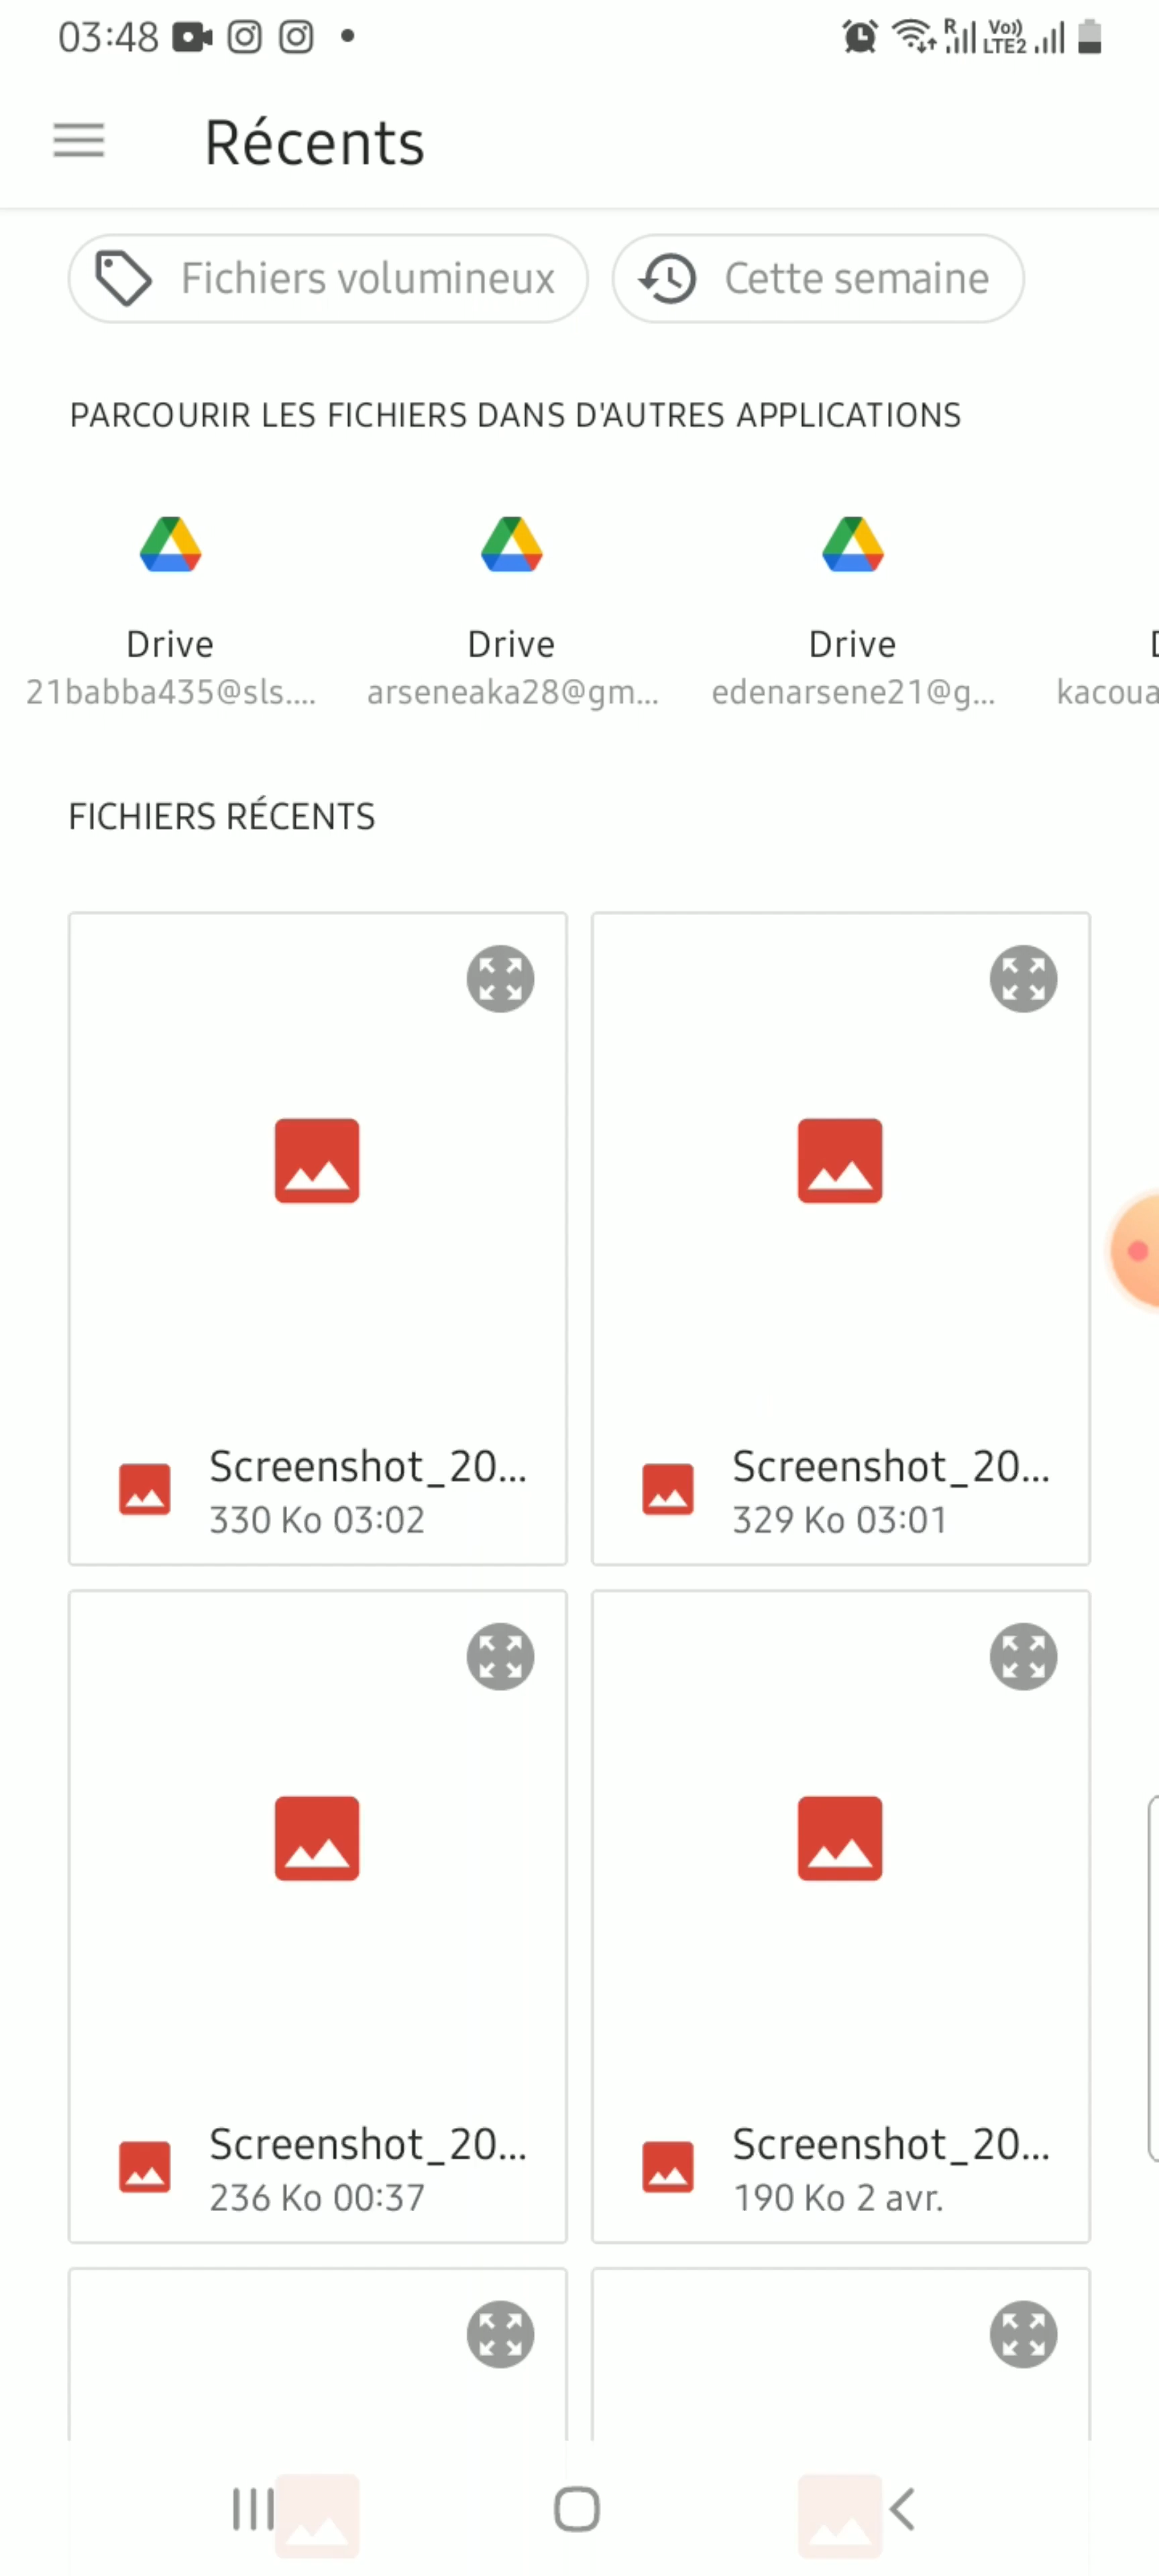 03:48
R Vo)) LTE2
Récents
Fichiers volumineux
Cette semaine
PARCOURIR LES FICHIERS DANS D'AUTRES APPLICATIONS
Drive
21babba435@sls....
Drive
arseneaka28@gm...
Drive
edenarsene21@g...
kacoua
FICHIERS RÉCENTS
Screenshot_20...
330 Ko 03:02
Screenshot_20...
329 Ko 03:01
Screenshot_20...
236 Ko 00:37
Screenshot_20...
190 Ko 2 avr.